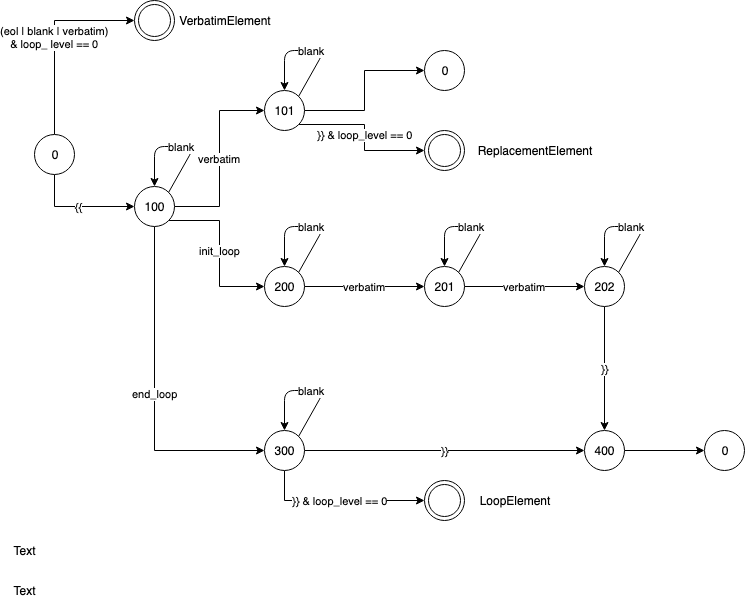 VerbatimElement
(eol | blank | verbatim)
& loop_ level == 0
blank
0
101
}} & loop_level == 0
ReplacementElement
0
blank
verbatim
{{
100
init_loop
blank
blank
blank
200
verbatim
201
verbatim
202
}}
end_loop
blank
300
}}
400
0
}} & loop_level == 0
LoopElement
Text
Text